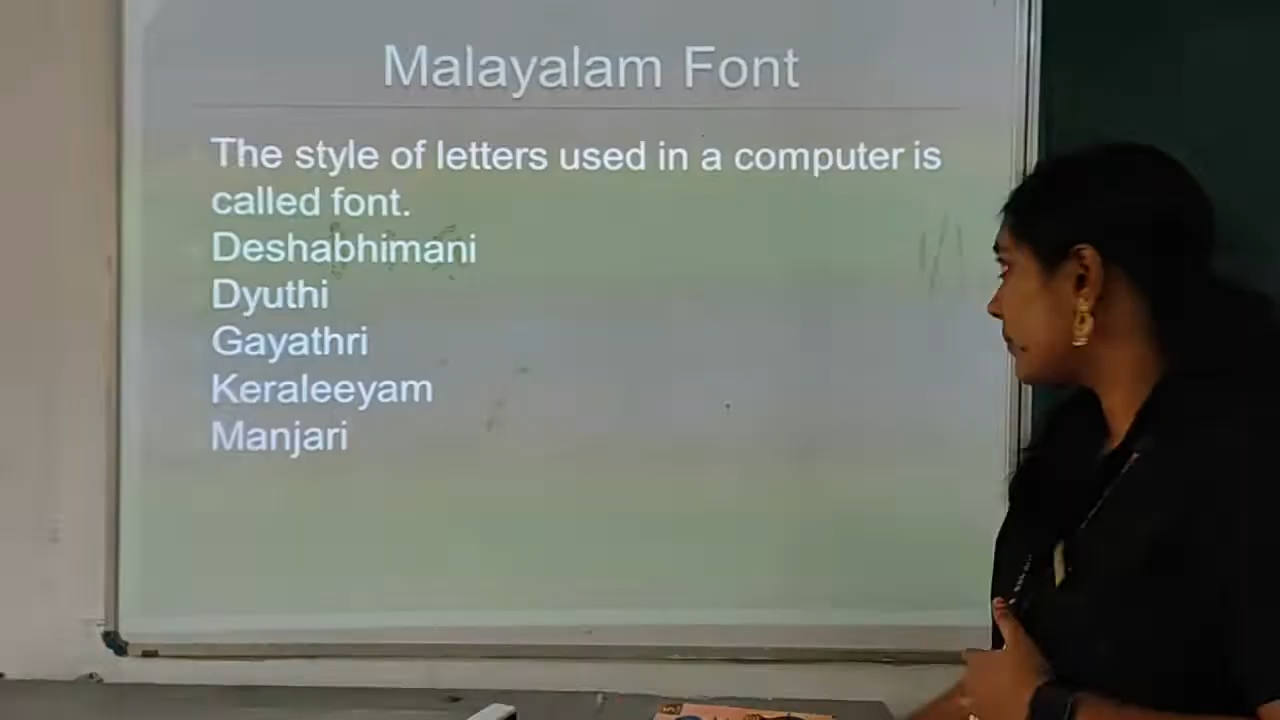 Malayalam Font
The style of letters used in a computer is
called font.
Deshabhimani
Dyuthi
Gayathri
Keraleeyam
Manjari